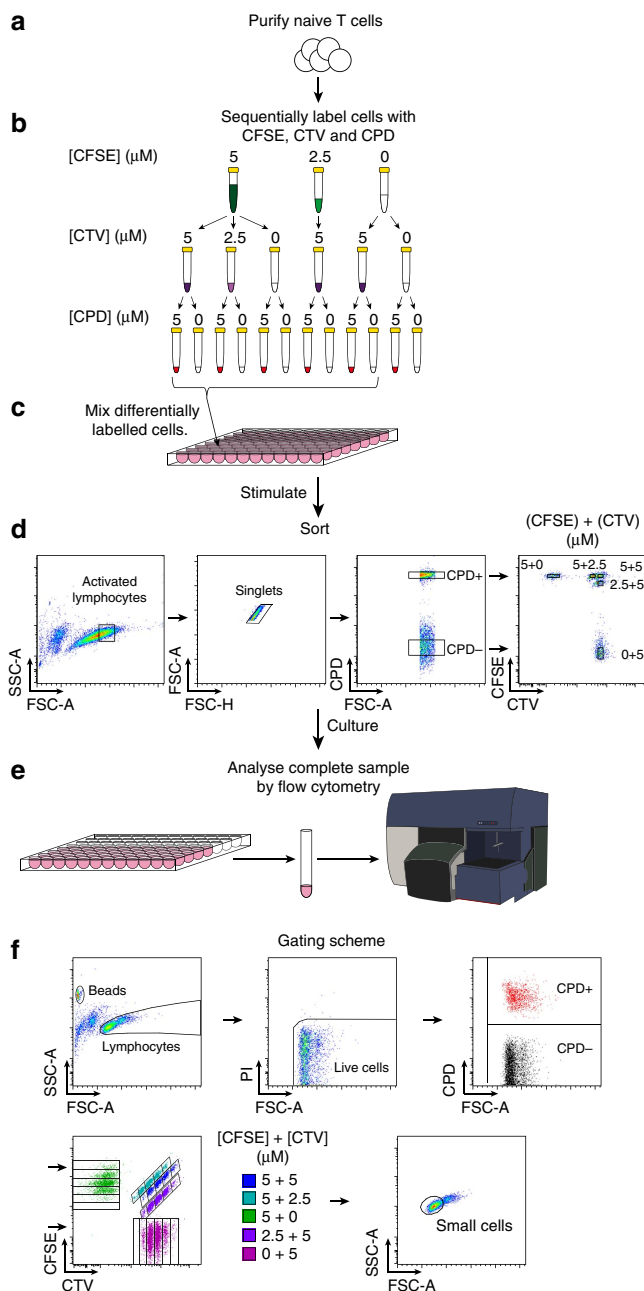 a
Purify naive T cells
b
Sequentially label cells with
CFSE, CTV and CPD
[CFSE] (μM)
5 2.5 0
[CTV] (μM)
5 2.5 0 5 5 0
[CPD] (μM)
5 0 5 0 5 0 5 0 5 0 5 0
c
Mix differentially
labelled cells.
Stimulate
d
Sort
(CFSE) + (CTV)
(μM)
Activated
lymphocytes
SSC-A
FSC-A
Singlets
FSC-A
FSC-H
CPD+
CPD–
CPD
FSC-A
5+0
5+2.5
5+5
2.5+5
0+5
CFSE
CTV
Culture
e
Analyse complete sample
by flow cytometry
f
Gating scheme
Beads
Lymphocytes
SSC-A
FSC-A
Live cells
PI
FSC-A
CPD+
CPD–
CPD
FSC-A
CFSE
CTV
[CFSE] + [CTV]
(μM)
5 + 5
5 + 2.5
5 + 0
2.5 + 5
0 + 5
Small cells
SSC-A
FSC-A